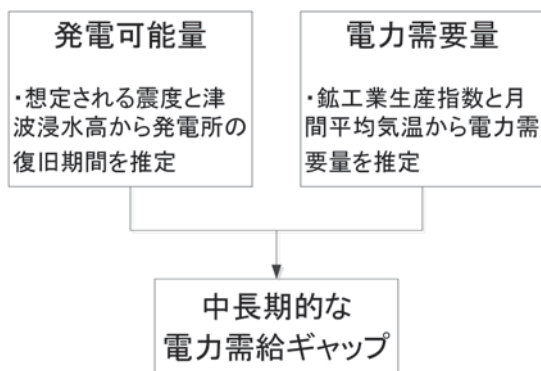 発電可能量
・想定される震度と津
波浸水高から発電所の
復旧期間を推定
電力需要量
・鉱工業生産指数と月
間平均気温から電力需
要量を推定
中長期的な
電力需給ギャップ